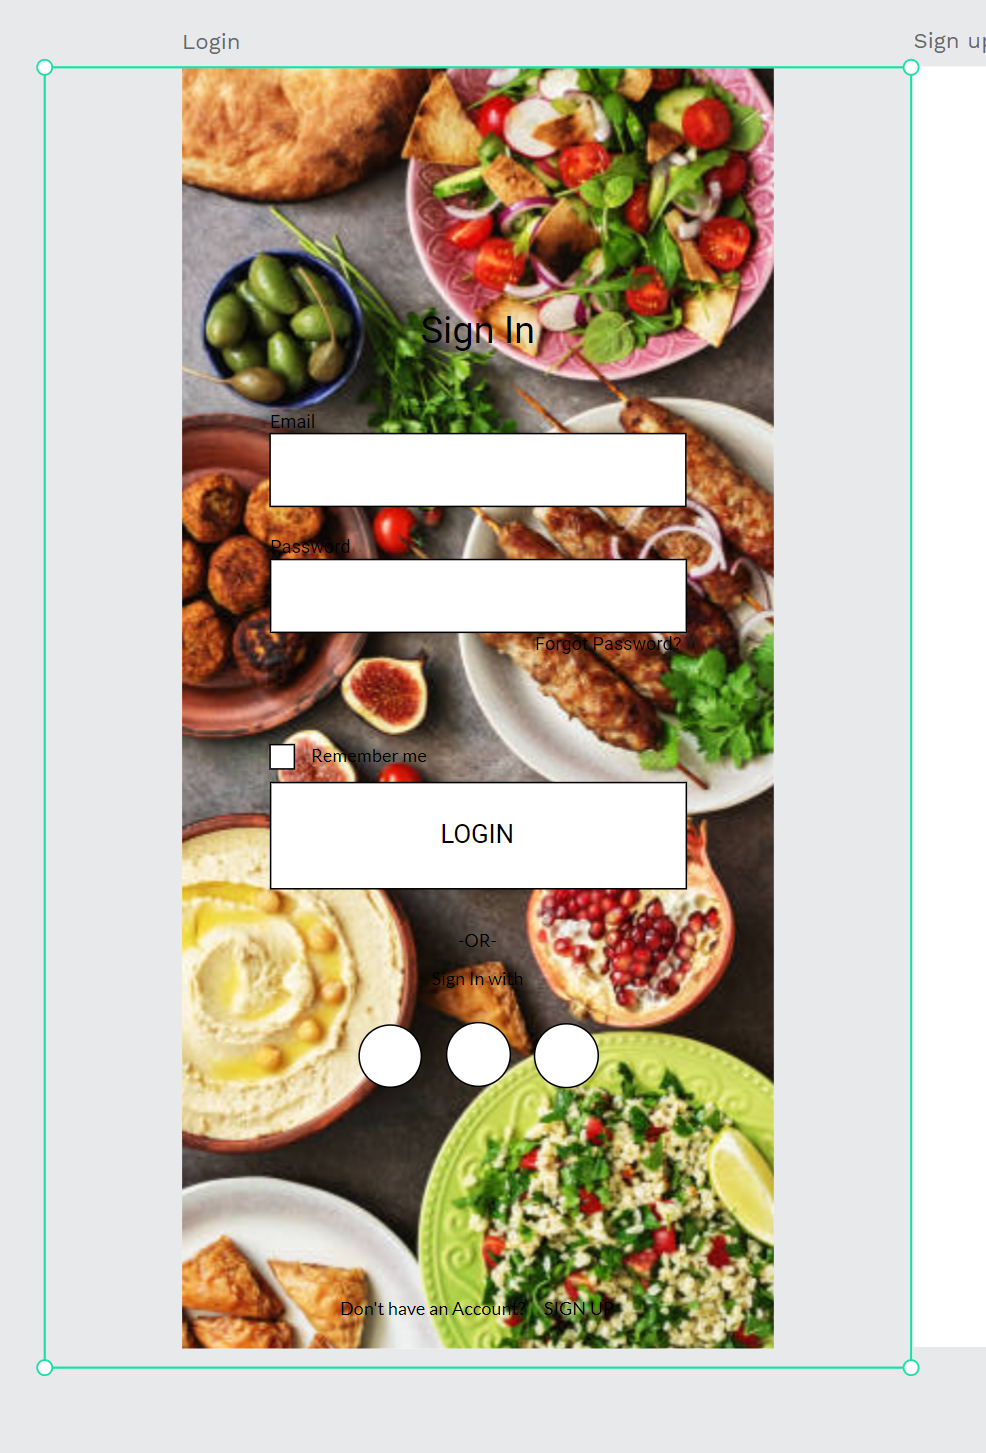 Login
Sign up
Sign In
Email
Password
Forgot Password?
Remember me
LOGIN
-OR-
Sign In with
Don't have an Account? SIGN UP